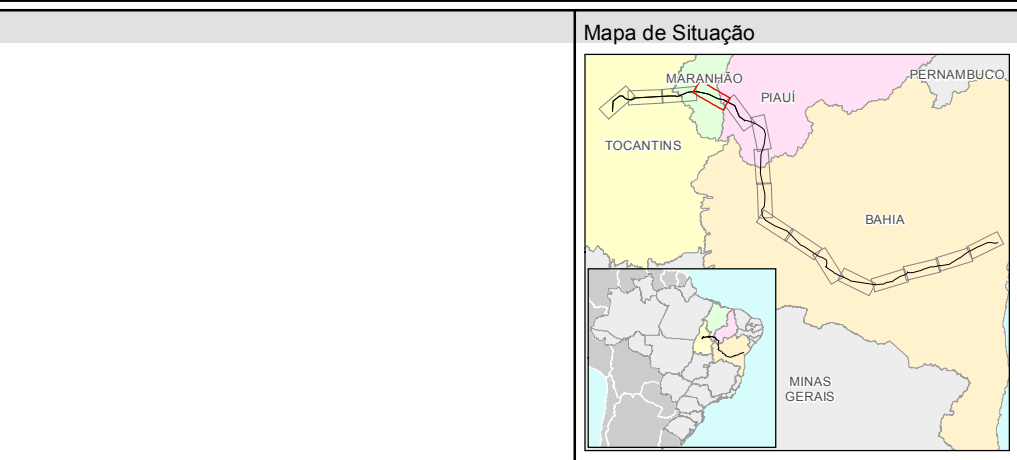 Mapa de Situação
MARANHÃO
PERNAMBUCO
PIAUÍ
TOCANTINS
BAHIA
MINAS
GERAIS